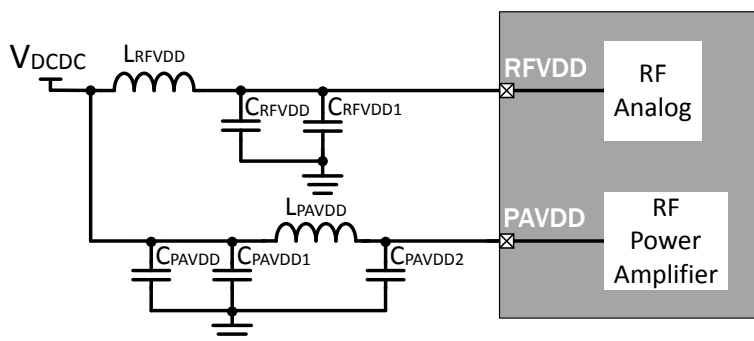 VDCDC
LRFVDD
CRFVDD
CRFVDD1
RFVDD
RF
Analog
LPAVDD
CPAVDD
CPAVDD1
CPAVDD2
PAVDD
RF
Power
Amplifier